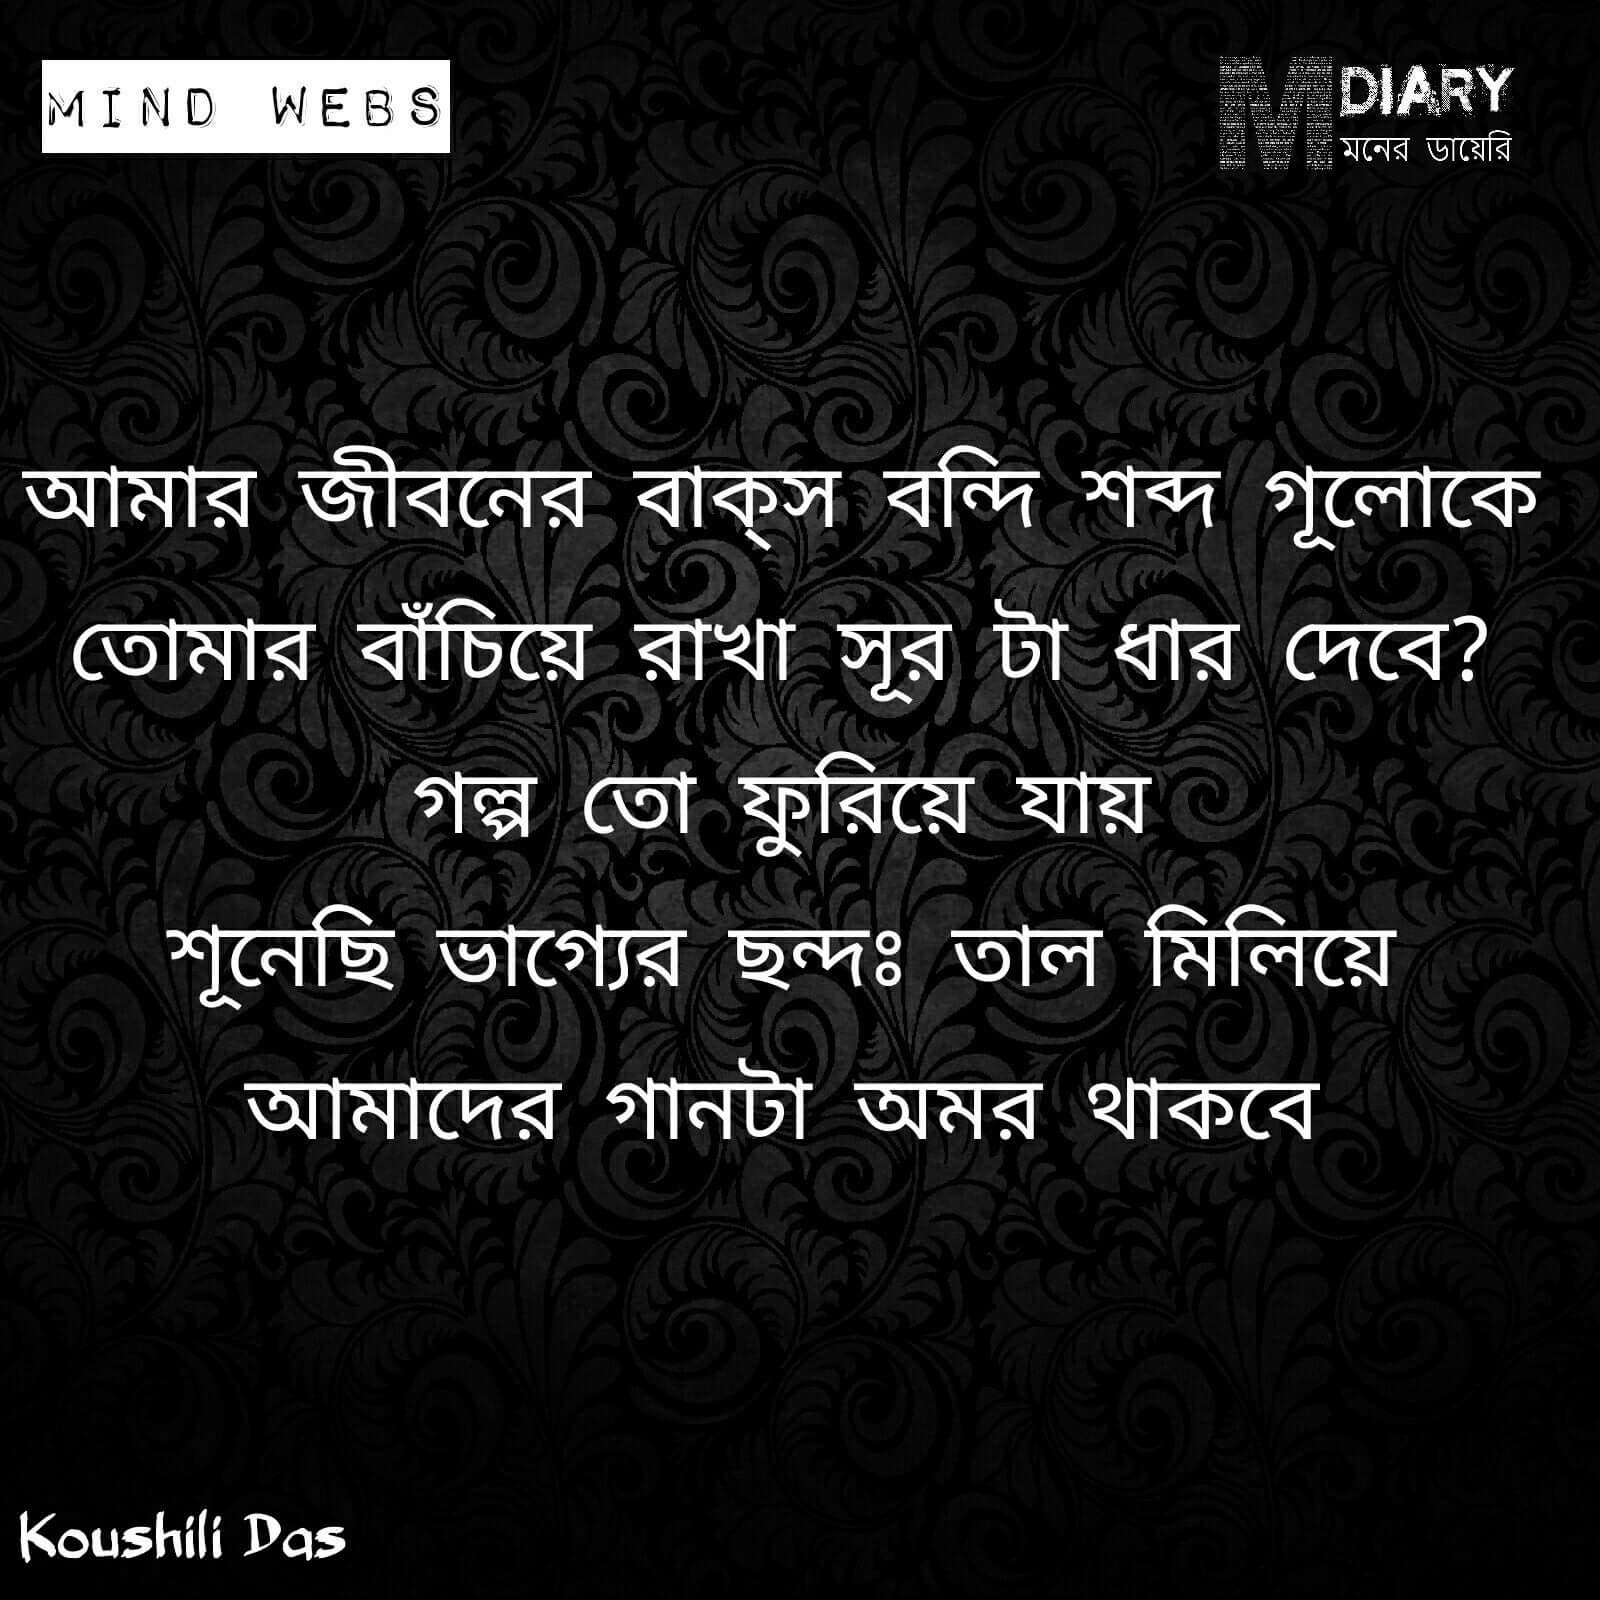 MIND WEBS
M DIARY
মনের ডায়েরি
আমার জীবনের বাক্‌স বন্দি শব্দ গূলোকে
তোমার বাঁচিয়ে রাখা সূর টা ধার দেবে?
গল্প তো ফুরিয়ে যায়
শূনেছি ভাগ্যের ছন্দঃ তাল মিলিয়ে
আমাদের গানটা অমর থাকবে
Koushili Das